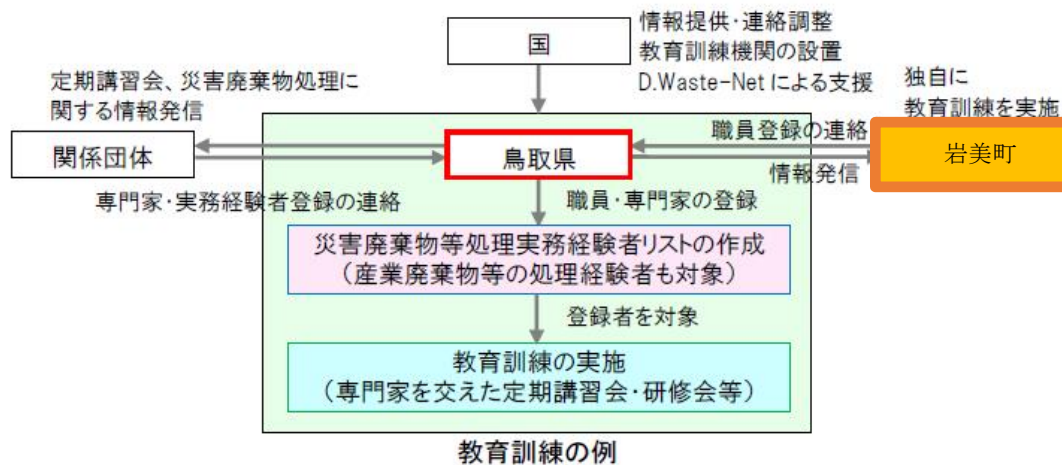 国
情報提供・連絡調整
教育訓練機関の設置
D.Waste-Net による支援
定期講習会、災害廃棄物処理に
関する情報発信
独自に
教育訓練を実施
関係団体
鳥取県
職員登録の連絡
情報発信
岩美町
専門家・実務経験者登録の連絡
職員・専門家の登録
災害廃棄物等処理実務経験者リストの作成
（産業廃棄物等の処理経験者も対象）
登録者を対象
教育訓練の実施
（専門家を交えた定期講習会・研修会等）
教育訓練の例